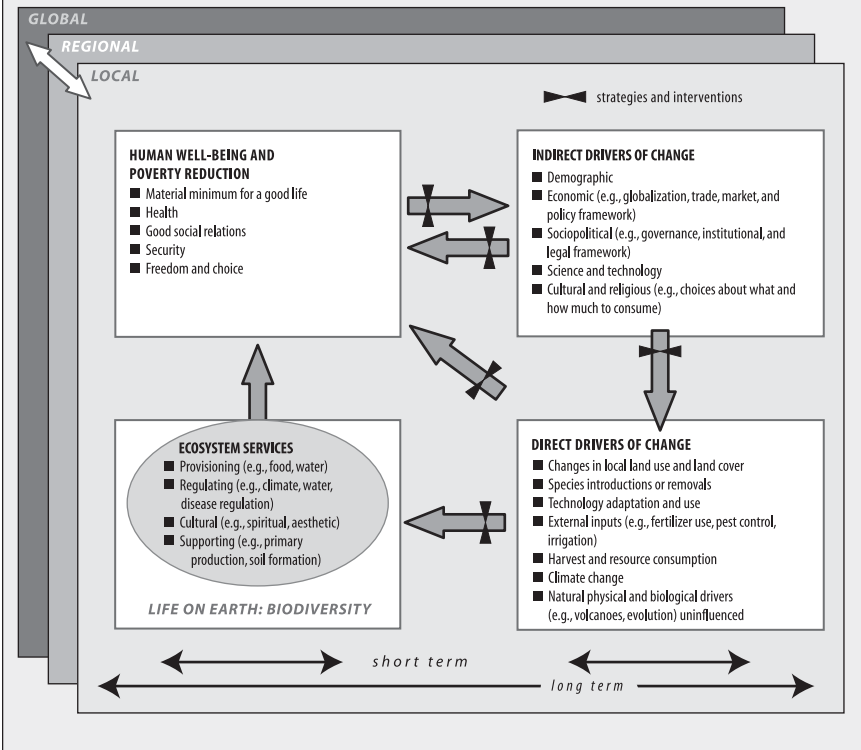 GLOBAL
REGIONAL
LOCAL
strategies and interventions
HUMAN WELL-BEING AND
POVERTY REDUCTION
■ Material minimum for a good life
■ Health
■ Good social relations
■ Security
■ Freedom and choice
INDIRECT DRIVERS OF CHANGE
■ Demographic
■ Economic (e.g., globalization, trade, market, and
policy framework)
■ Sociopolitical (e.g., governance, institutional, and
legal framework)
■ Science and technology
■ Cultural and religious (e.g., choices about what and
how much to consume)
ECOSYSTEM SERVICES
■ Provisioning (e.g., food, water)
■ Regulating (e.g., climate, water,
disease regulation)
■ Cultural (e.g., spiritual, aesthetic)
■ Supporting (e.g., primary
production, soil formation)
LIFE ON EARTH: BIODIVERSITY
DIRECT DRIVERS OF CHANGE
■ Changes in local land use and land cover
■ Species introductions or removals
■ Technology adaptation and use
■ External inputs (e.g., fertilizer use, pest control,
irrigation)
■ Harvest and resource consumption
■ Climate change
■ Natural physical and biological drivers
(e.g., volcanoes, evolution) uninfluenced
short term
long term